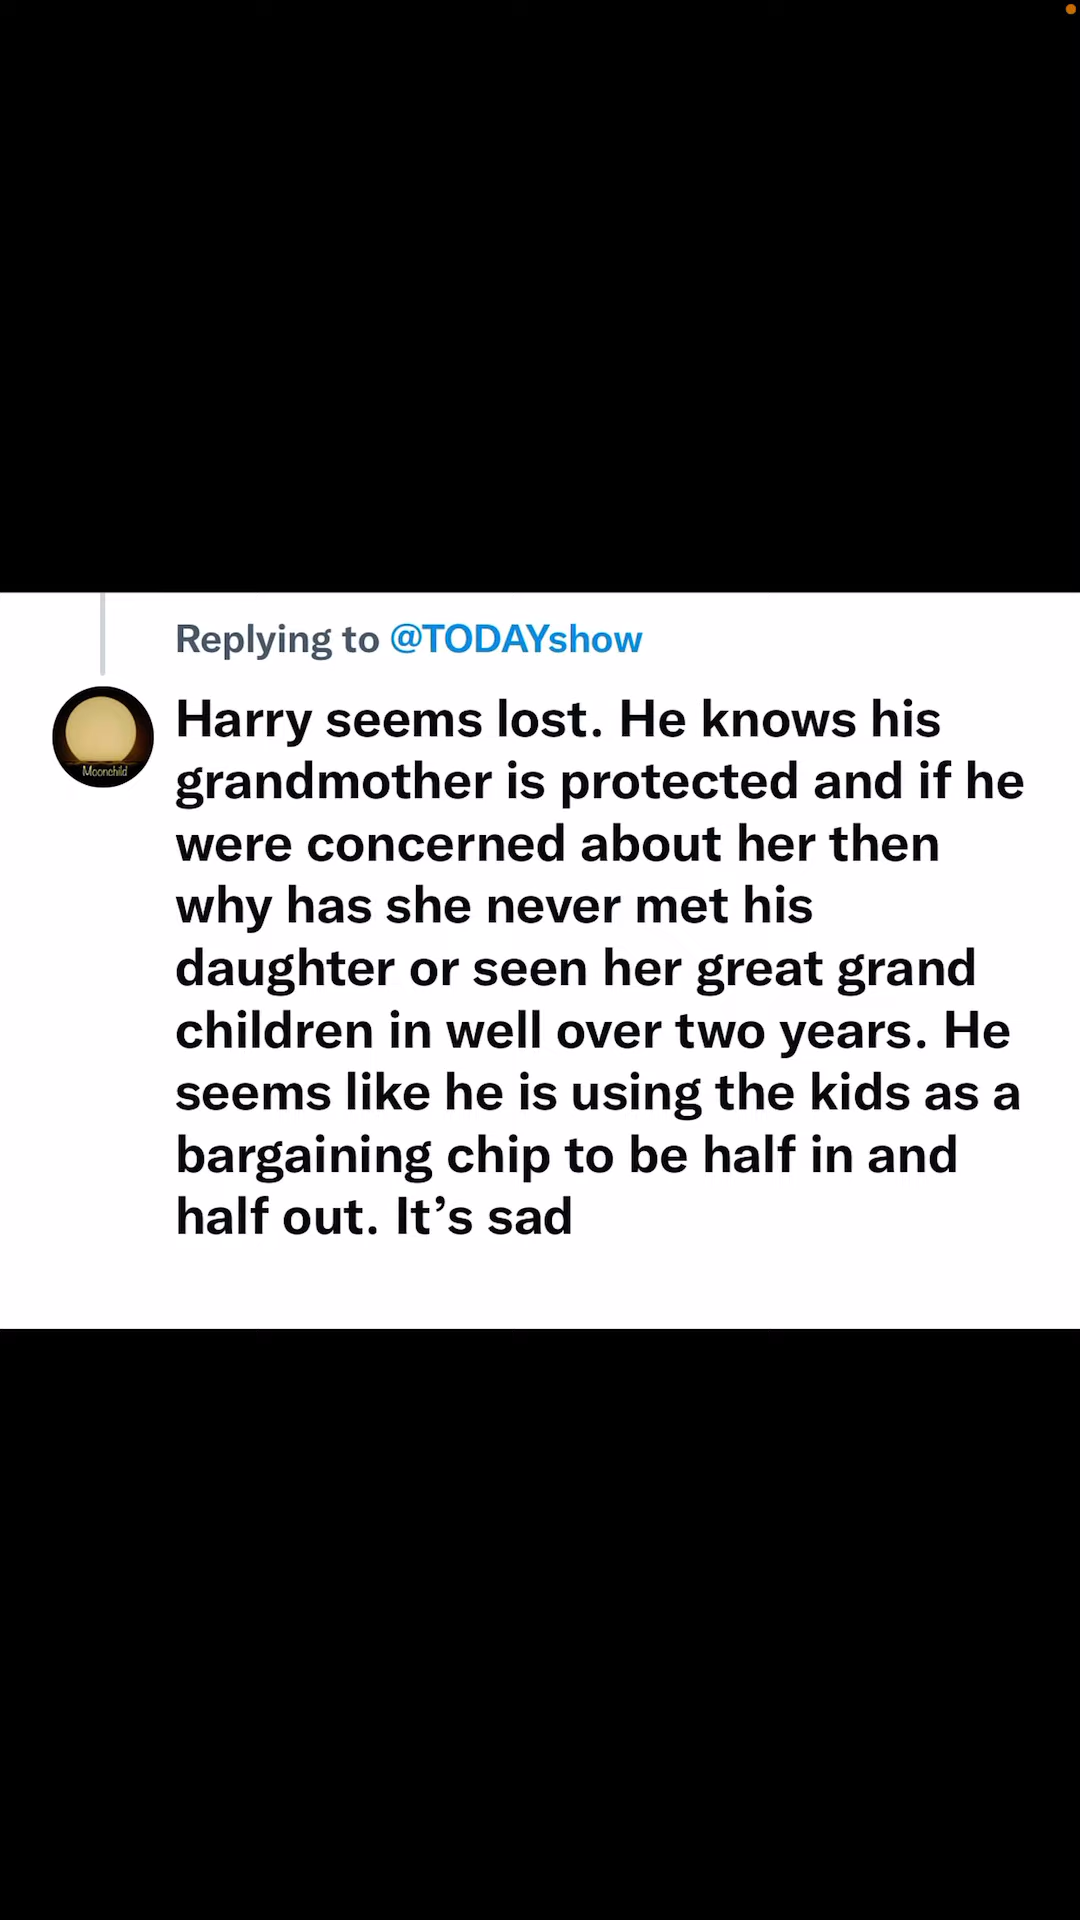 Replying to @TODAYshow
Harry seems lost. He knows his
grandmother is protected and if he
were concerned about her then
why has she never met his
daughter or seen her great grand
children in well over two years. He
seems like he is using the kids as a
bargaining chip to be half in and
half out. It’s sad
Moonchild